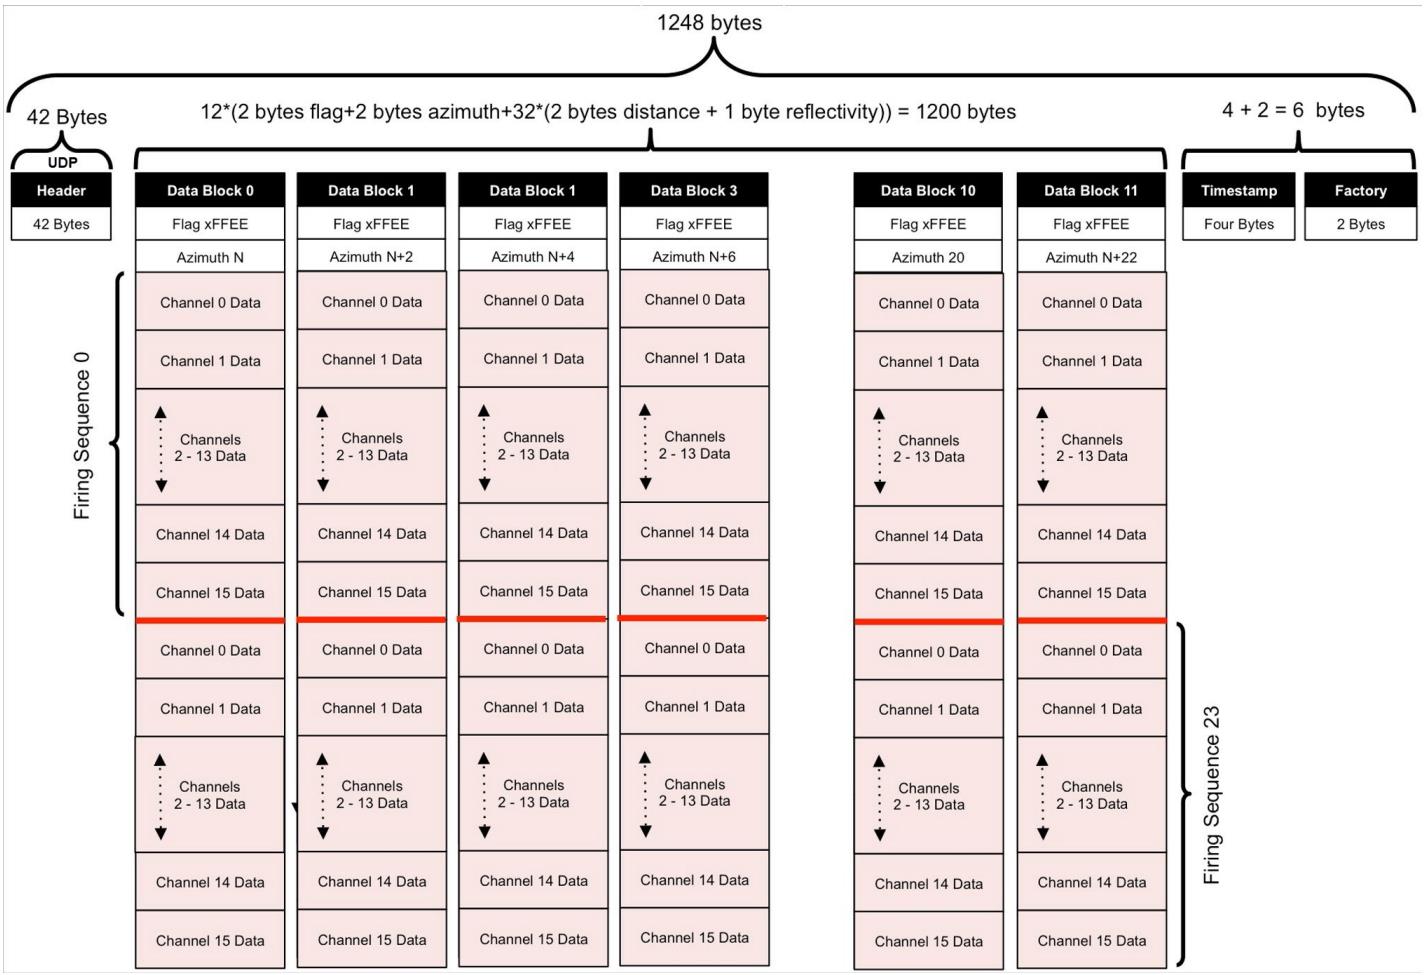 1248 bytes
42 Bytes
12*(2 bytes flag+2 bytes azimuth+32*(2 bytes distance + 1 byte reflectivity)) = 1200 bytes
4 + 2 = 6 bytes
UDP
Header
42 Bytes
Firing Sequence 0
Data Block 0
Flag xFFEE
Azimuth N
Channel 0 Data
Channel 1 Data
Channels
2 - 13 Data
Channel 14 Data
Channel 15 Data
Channel 0 Data
Channel 1 Data
Channels
2 - 13 Data
Channel 14 Data
Channel 15 Data
Data Block 1
Flag xFFEE
Azimuth N+2
Channel 0 Data
Channel 1 Data
Channels
2 - 13 Data
Channel 14 Data
Channel 15 Data
Channel 0 Data
Channel 1 Data
Channels
2 - 13 Data
Channel 14 Data
Channel 15 Data
Data Block 1
Flag xFFEE
Azimuth N+4
Channel 0 Data
Channel 1 Data
Channels
2 - 13 Data
Channel 14 Data
Channel 15 Data
Channel 0 Data
Channel 1 Data
Channels
2 - 13 Data
Channel 14 Data
Channel 15 Data
Data Block 3
Flag xFFEE
Azimuth N+6
Channel 0 Data
Channel 1 Data
Channels
2 - 13 Data
Channel 14 Data
Channel 15 Data
Channel 0 Data
Channel 1 Data
Channels
2 - 13 Data
Channel 14 Data
Channel 15 Data
Data Block 10
Flag xFFEE
Azimuth 20
Channel 0 Data
Channel 1 Data
Channels
2 - 13 Data
Channel 14 Data
Channel 15 Data
Channel 0 Data
Channel 1 Data
Channels
2 - 13 Data
Channel 14 Data
Channel 15 Data
Data Block 11
Flag xFFEE
Azimuth N+22
Channel 0 Data
Channel 1 Data
Channels
2 - 13 Data
Channel 14 Data
Channel 15 Data
Channel 0 Data
Channel 1 Data
Channels
2 - 13 Data
Channel 14 Data
Channel 15 Data
Timestamp
Four Bytes
Factory
2 Bytes
Firing Sequence 23